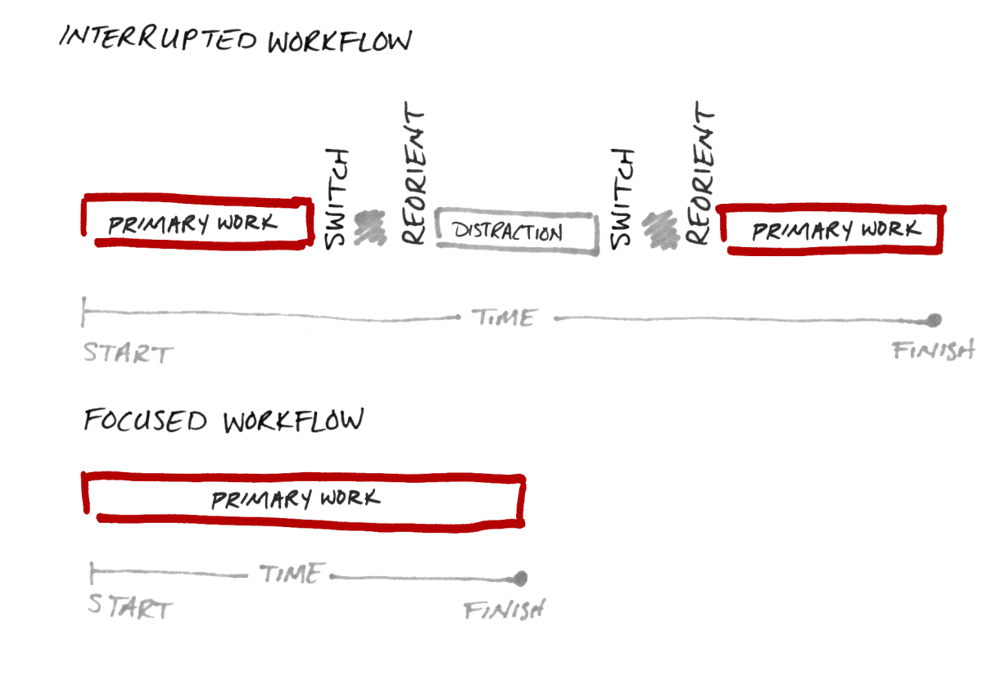 INTERRUPTED WORKFLOW
PRIMARY WORK
SWITCH
REORIENT
DISTRACTION
SWITCH
REORIENT
PRIMARY WORK
TIME
START
FINISH
FOCUSED WORKFLOW
PRIMARY WORK
TIME
START
FINISH